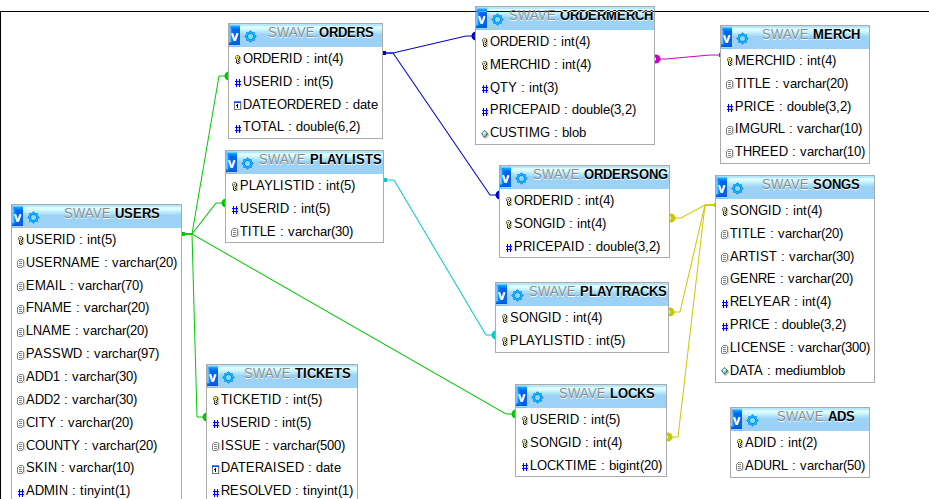 SWAVE ORDERS
ORDERID : int(4)
USERID : int(5)
DATEORDERED : date
TOTAL : double(6,2)
SWAVE ORDERMERCH
ORDERID : int(4)
MERCHID : int(4)
QTY : int(3)
PRICEPAID : double(3,2)
CUSTIMG : blob
SWAVE MERCH
MERCHID : int(4)
TITLE : varchar(20)
PRICE : double(3,2)
IMGURL : varchar(10)
THREED : varchar(10)
SWAVE PLAYLISTS
PLAYLISTID : int(5)
USERID : int(5)
TITLE : varchar(30)
SWAVE ORDERSONG
ORDERID : int(4)
SONGID : int(4)
PRICEPAID : double(3,2)
SWAVE SONGS
SONGID : int(4)
TITLE : varchar(20)
ARTIST : varchar(30)
GENRE : varchar(20)
RELYEAR : int(4)
PRICE : double(3,2)
LICENSE : varchar(300)
DATA : mediumblob
SWAVE USERS
USERID : int(5)
USERNAME : varchar(20)
EMAIL : varchar(70)
FNAME : varchar(20)
LNAME : varchar(20)
PASSWD : varchar(97)
ADD1 : varchar(30)
ADD2 : varchar(30)
CITY : varchar(20)
COUNTY : varchar(20)
SKIN : varchar(10)
ADMIN : tinyint(1)
SWAVE PLAYTRACKS
SONGID : int(4)
PLAYLISTID : int(5)
SWAVE TICKETS
TICKETID : int(5)
USERID : int(5)
ISSUE : varchar(500)
DATERAISED : date
RESOLVED : tinyint(1)
SWAVE LOCKS
USERID : int(5)
SONGID : int(4)
LOCKTIME : bigint(20)
SWAVE ADS
ADID : int(2)
ADURL : varchar(50)